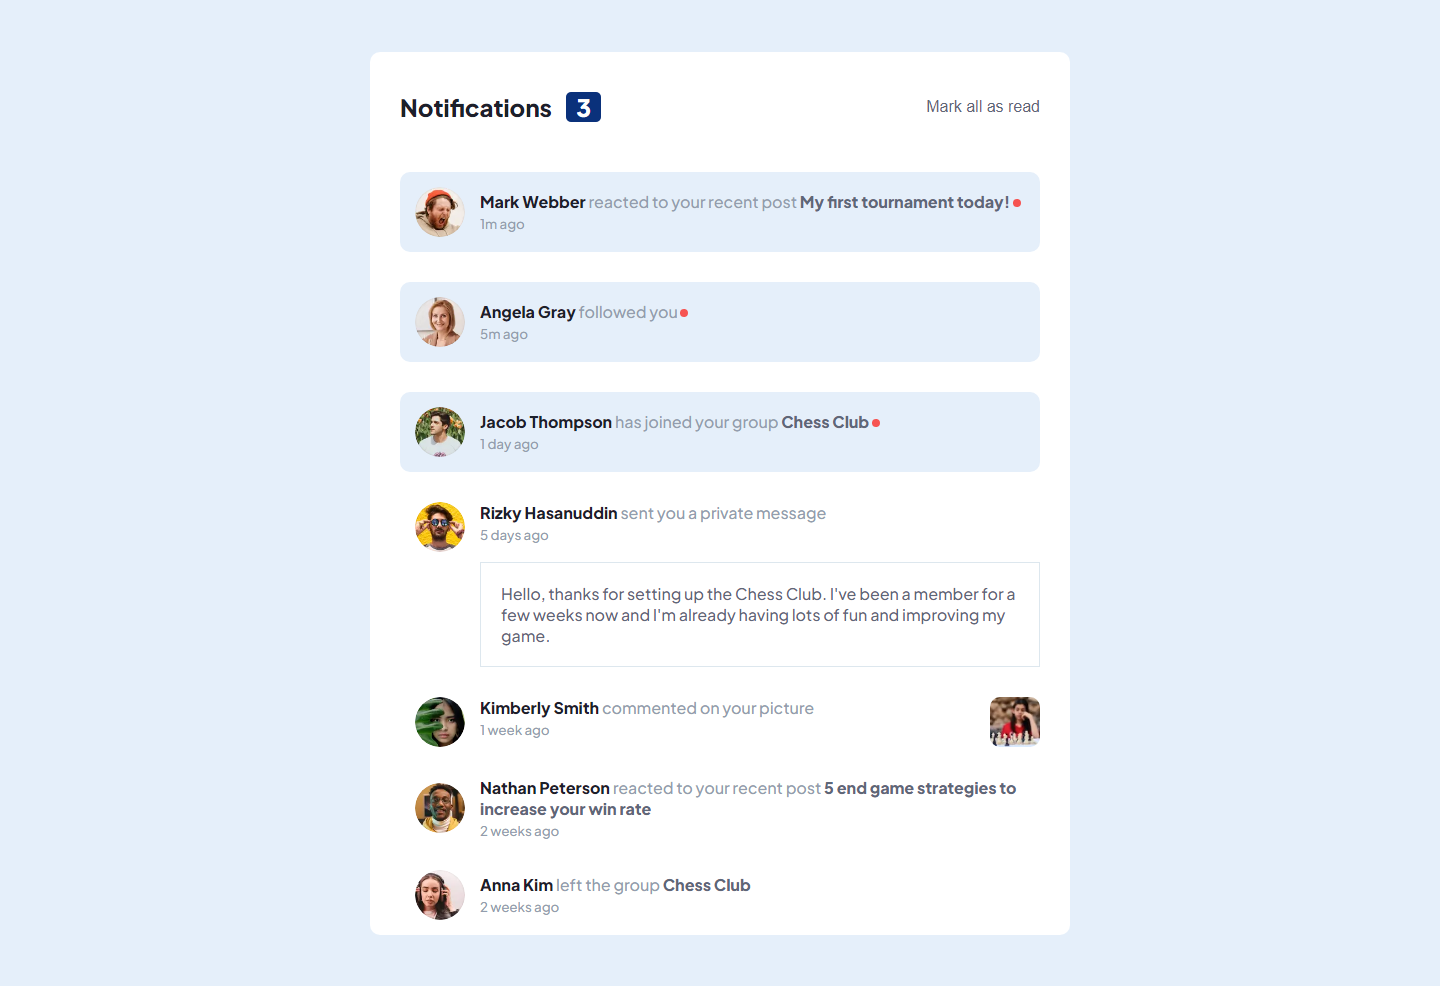 Notifications 3 Mark all as read
Mark Webber reacted to your recent post My first tournament today!
1m ago
Angela Gray followed you
5m ago
Jacob Thompson has joined your group Chess Club
1 day ago
Rizky Hasanuddin sent you a private message
5 days ago
Hello, thanks for setting up the Chess Club. I've been a member for a
few weeks now and I'm already having lots of fun and improving my
game.
Kimberly Smith commented on your picture
1 week ago
Nathan Peterson reacted to your recent post 5 end game strategies to
increase your win rate
2 weeks ago
Anna Kim left the group Chess Club
2 weeks ago